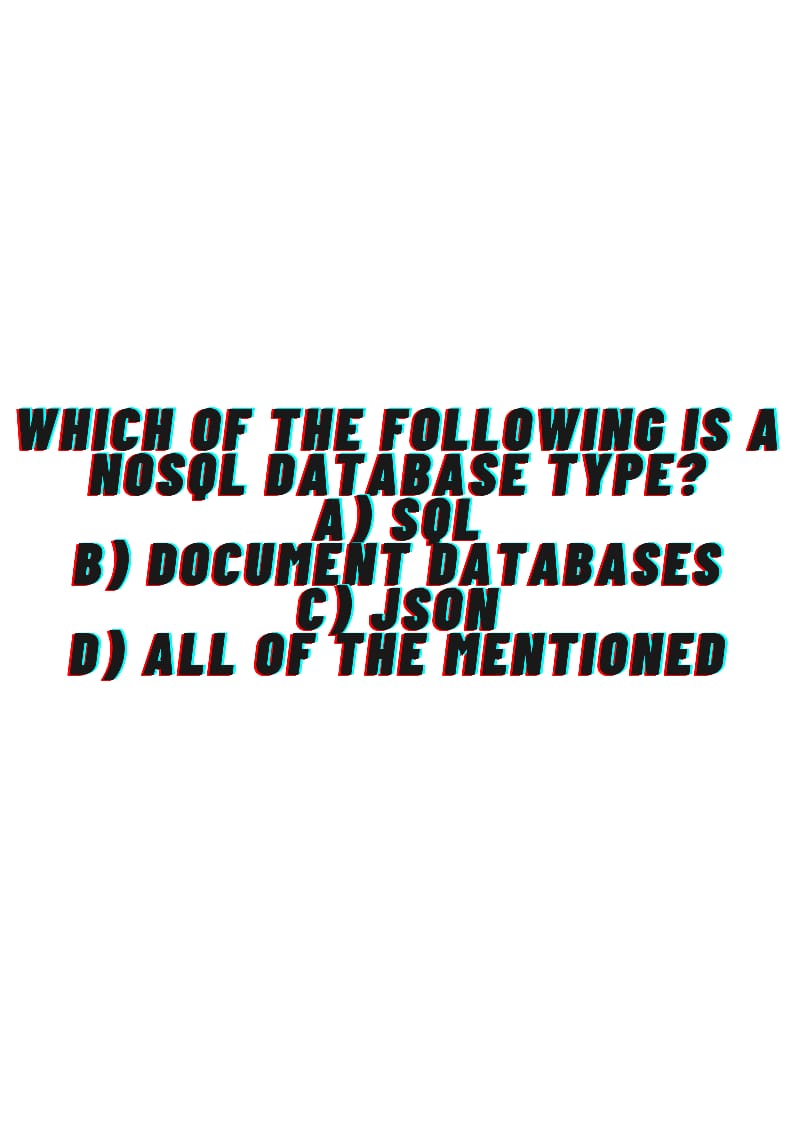 WHICH OF THE FOLLOWING IS A
NOSQL DATABASE TYPE?
A) SQL
B) DOCUMENT DATABASES
C) JSON
D) ALL OF THE MENTIONED